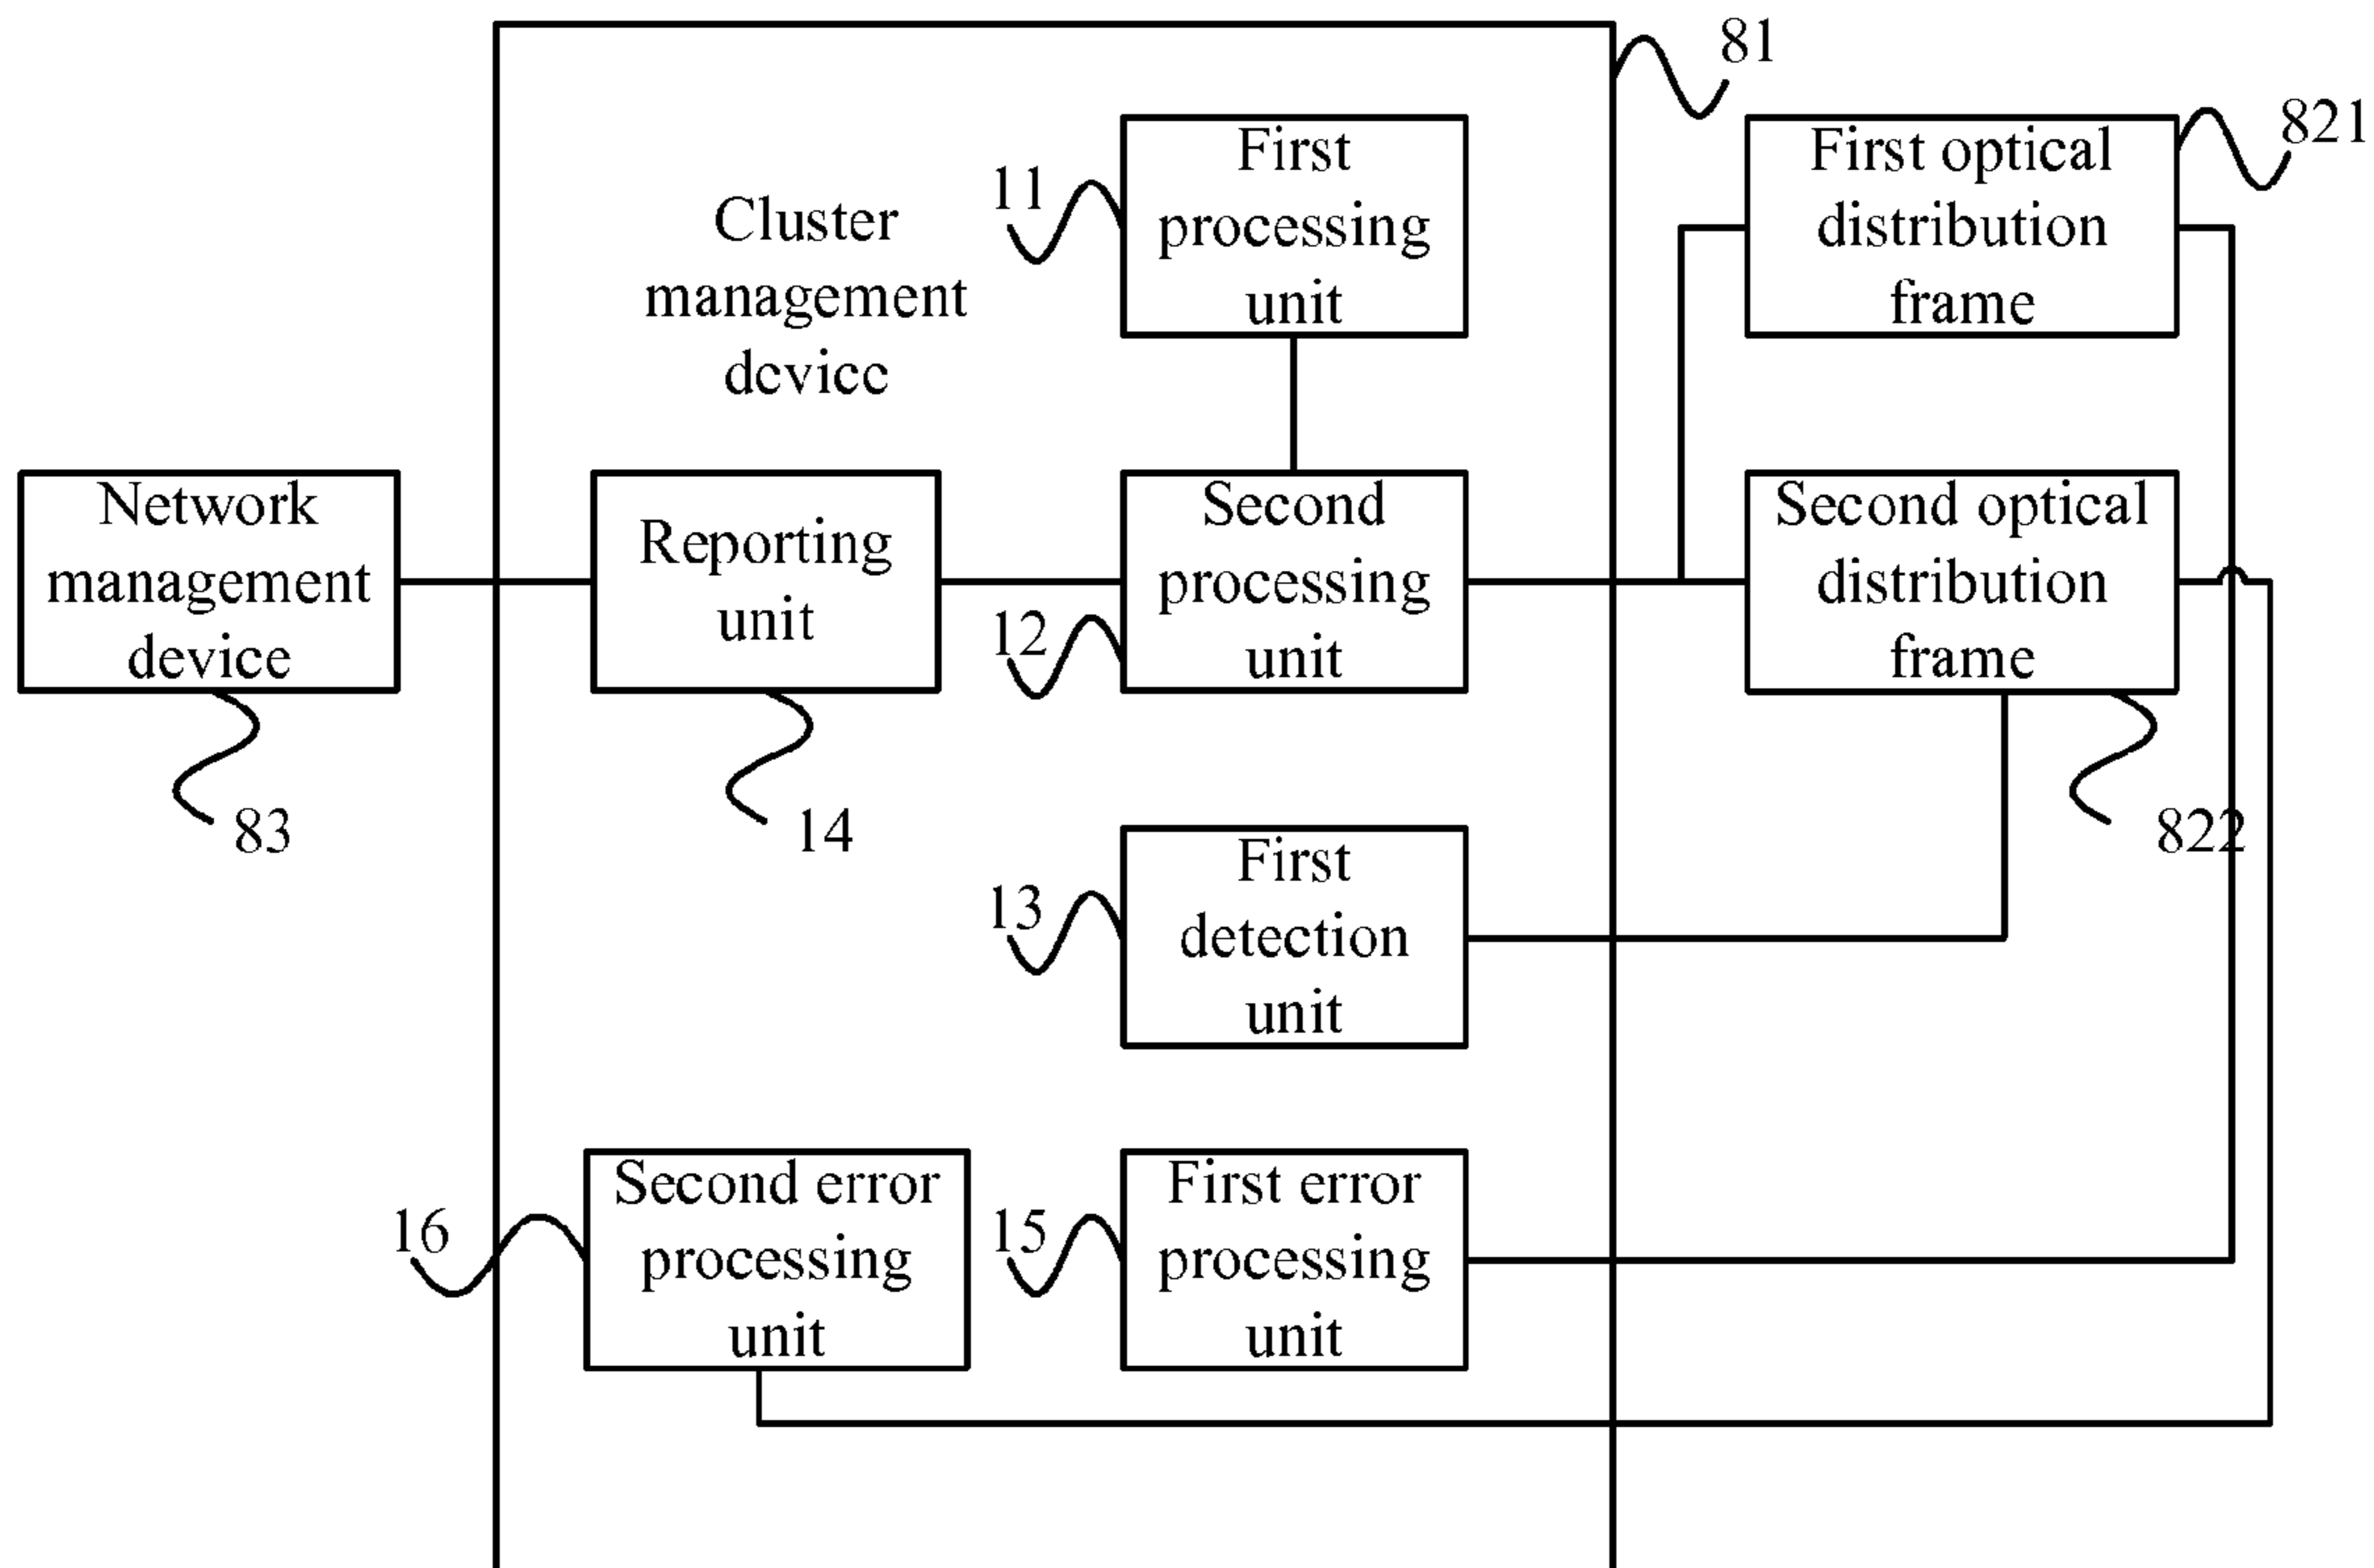 81
First optical
distribution
frame
821
First
processing
unit
11
Cluster
management
device
Network
management
device
Reporting
unit
Second
processing
unit
12
Second optical
distribution
frame
83
14
822
First
detection
unit
13
Second error
processing
unit
16
First error
processing
unit
15